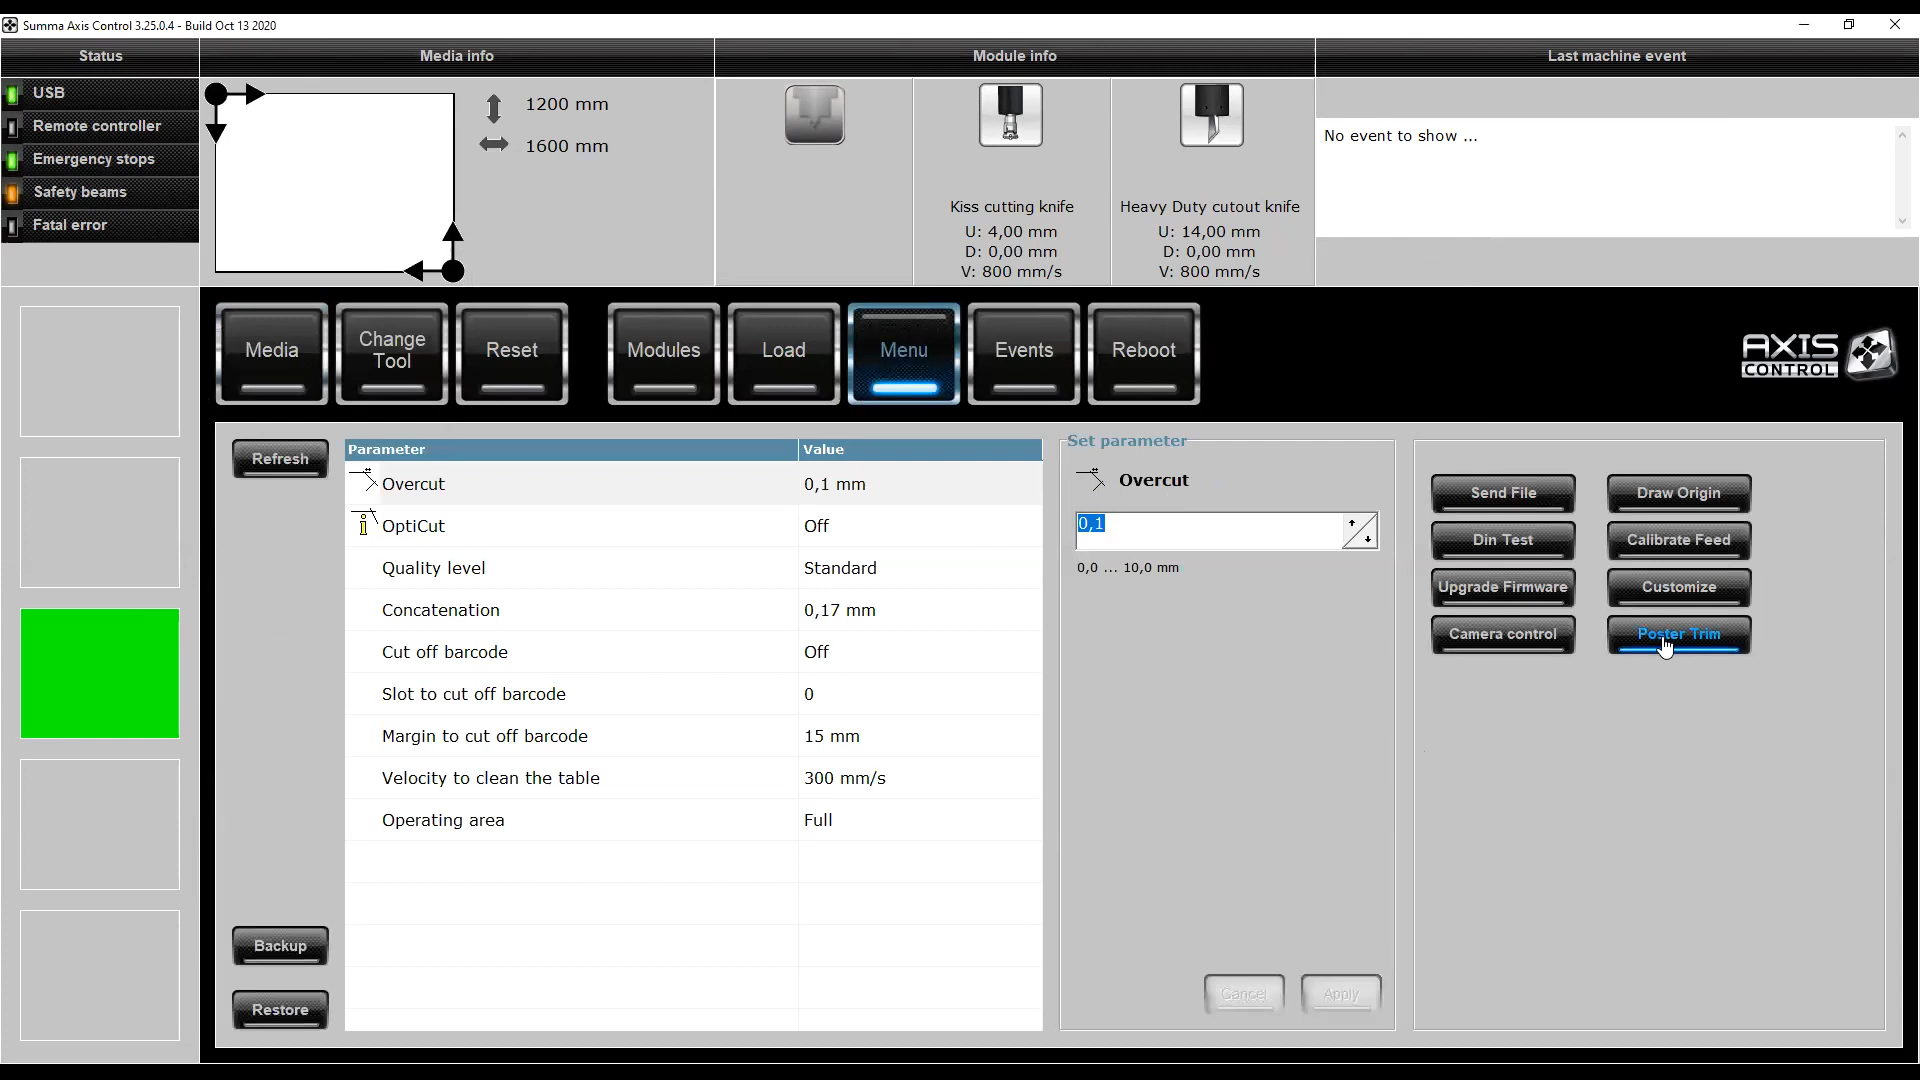 Summa Axis Control 3.25.0.4 - Build Oct 13 2020
Status
Media info
Module info
Last machine event
USB
Remote controller
Emergency stops
Safety beams
Fatal error
1200 mm
1600 mm
Kiss cutting knife
U: 4,00 mm
D: 0,00 mm
V: 800 mm/s
Heavy Duty cutout knife
U: 14,00 mm
D: 0,00 mm
V: 800 mm/s
No event to show ...
Media
Change
Tool
Reset
Modules
Load
Menu
Events
Reboot
AXIS
CONTROL
Refresh
Backup
Restore
Parameter Value
Overcut 0,1 mm
OptiCut Off
Quality level Standard
Concatenation 0,17 mm
Cut off barcode Off
Slot to cut off barcode 0
Margin to cut off barcode 15 mm
Velocity to clean the table 300 mm/s
Operating area Full
Set parameter
Overcut
0,1
0,0 ... 10,0 mm
Cancel
Apply
Send File
Draw Origin
Din Test
Calibrate Feed
Upgrade Firmware
Customize
Camera control
Poster Trim